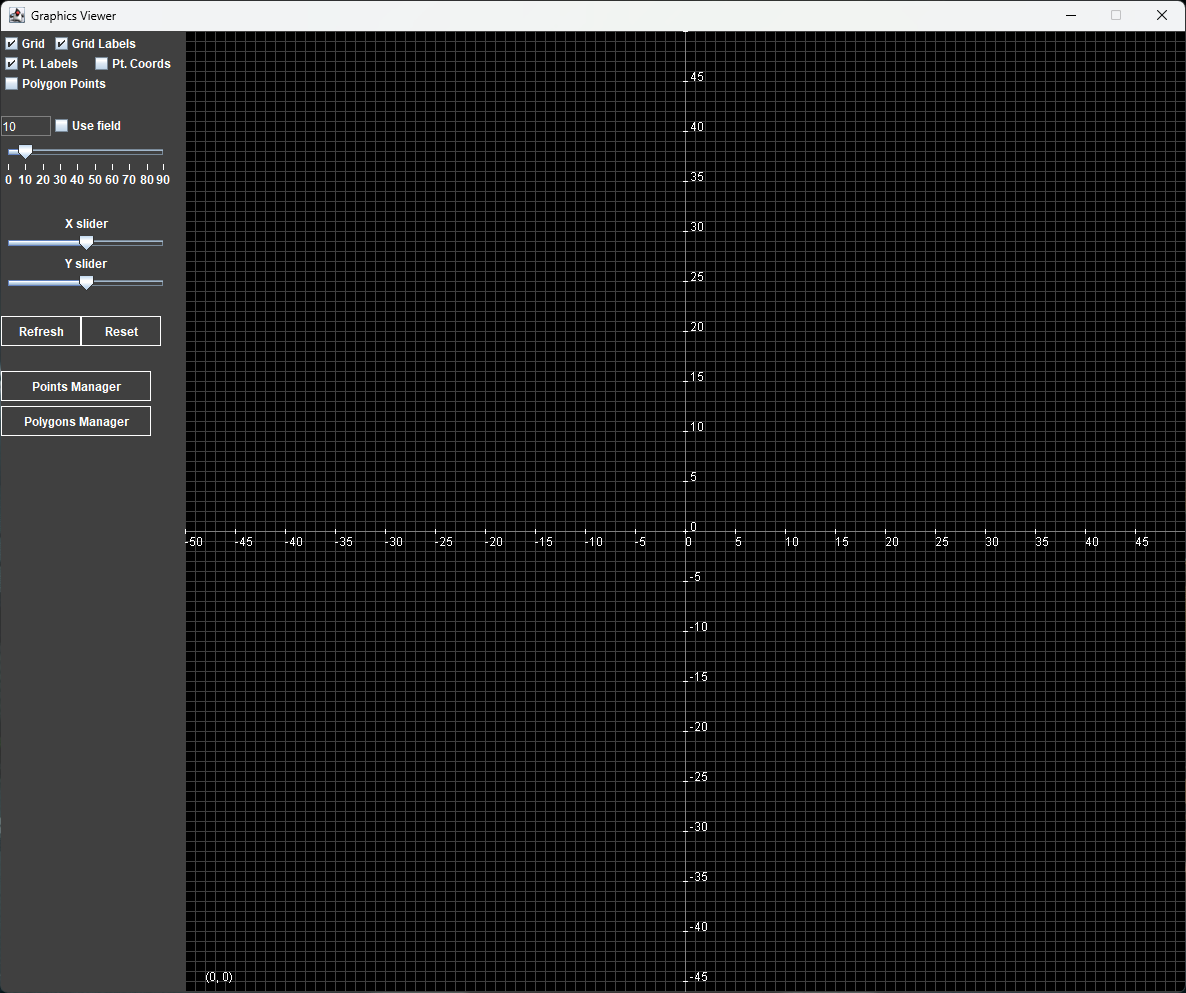 Graphics Viewer
Grid Grid Labels
Pt. Labels Pt. Coords
Polygon Points
10 Use field
0 10 20 30 40 50 60 70 80 90
X slider
Y slider
Refresh Reset
Points Manager
Polygons Manager
45
40
35
30
25
20
15
10
5
0
-50 -45 -40 -35 -30 -25 -20 -15 -10 -5 0 5 10 15 20 25 30 35 40 45
-5
-10
-15
-20
-25
-30
-35
-40
(0, 0) -45